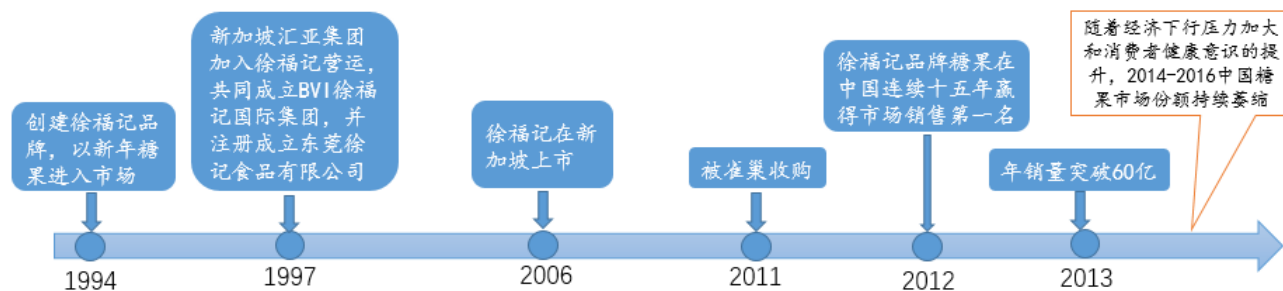 创建徐福记品
牌，以新年糖
果进入市场
新加坡汇亚集团
加入徐福记营运，
共同成立BVI徐福
记国际集团，并
注册成立东莞徐
记食品有限公司
徐福记在新
加坡上市
被雀巢收购
徐福记品牌糖果在
中国连续十五年赢
得市场销售第一名
年销量突破60亿
随着经济下行压力加大
和消费者健康意识的提
升，2014-2016中国糖
果市场份额持续萎缩
1994
1997
2006
2011
2012
2013